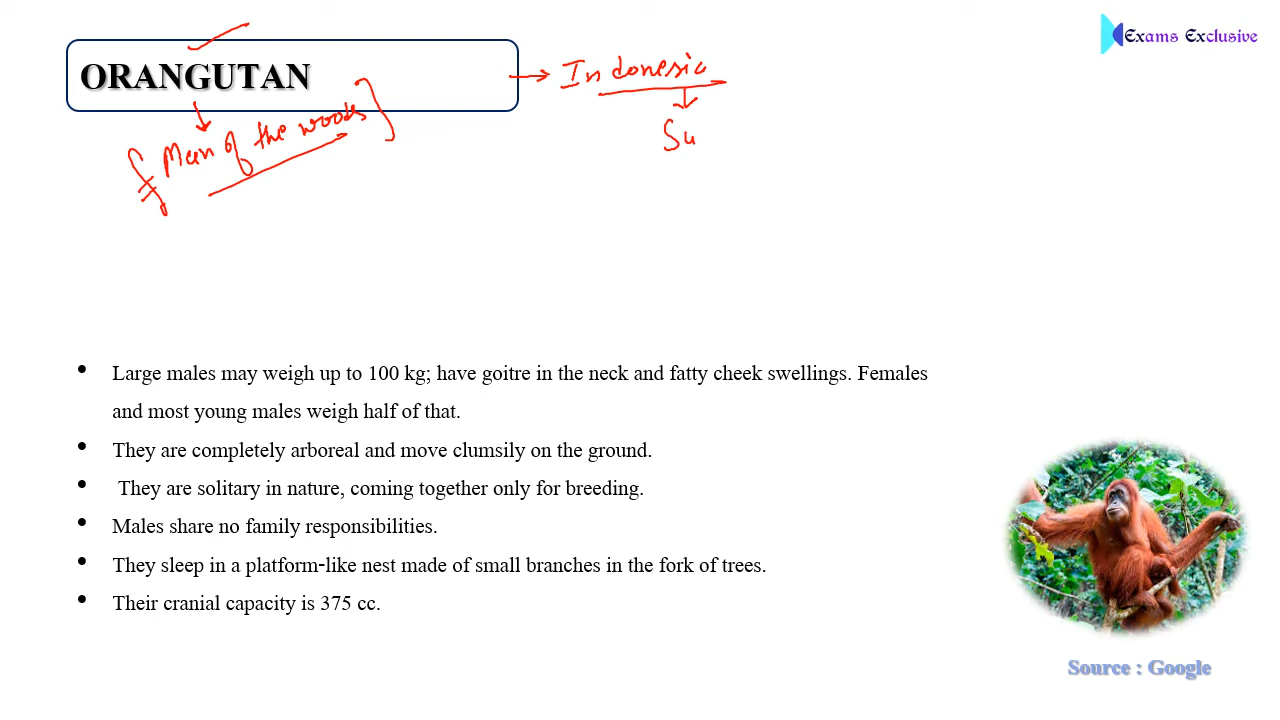 Exams Exclusive
ORANGUTAN
Indonesia
Su
Man of the woods
• Large males may weigh up to 100 kg; have goitre in the neck and fatty cheek swellings. Females
and most young males weigh half of that.
• They are completely arboreal and move clumsily on the ground.
• They are solitary in nature, coming together only for breeding.
• Males share no family responsibilities.
• They sleep in a platform-like nest made of small branches in the fork of trees.
• Their cranial capacity is 375 cc.
Source : Google